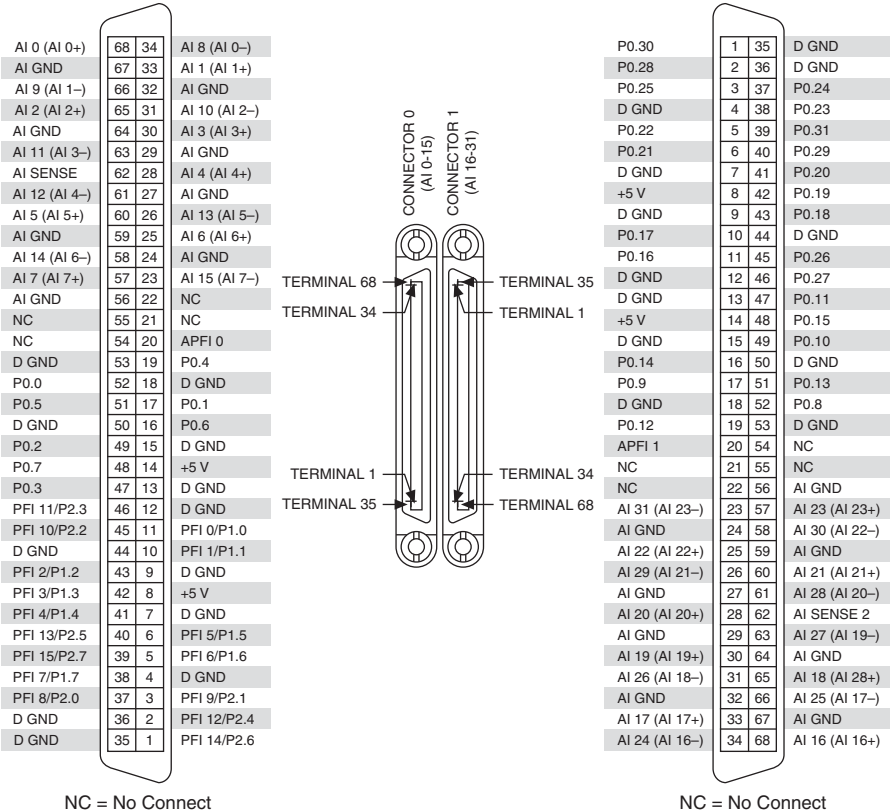 AI 0 (AI 0+) 68 34 AI 8 (AI 0–)
AI GND 67 33 AI 1 (AI 1+)
AI 9 (AI 1–) 66 32 AI GND
AI 2 (AI 2+) 65 31 AI 10 (AI 2–)
AI GND 64 30 AI 3 (AI 3+)
AI 11 (AI 3–) 63 29 AI GND
AI SENSE 62 28 AI 4 (AI 4+)
AI 12 (AI 4–) 61 27 AI GND
AI 5 (AI 5+) 60 26 AI 13 (AI 5–)
AI GND 59 25 AI 6 (AI 6+)
AI 14 (AI 6–) 58 24 AI GND
AI 7 (AI 7+) 57 23 AI 15 (AI 7–)
AI GND 56 22 NC
NC 55 21 NC
NC 54 20 APFI 0
D GND 53 19 P0.4
P0.0 52 18 D GND
P0.5 51 17 P0.1
D GND 50 16 P0.6
P0.2 49 15 D GND
P0.7 48 14 +5 V
P0.3 47 13 D GND
PFI 11/P2.3 46 12 D GND
PFI 10/P2.2 45 11 PFI 0/P1.0
D GND 44 10 PFI 1/P1.1
PFI 2/P1.2 43 9 D GND
PFI 3/P1.3 42 8 +5 V
PFI 4/P1.4 41 7 D GND
PFI 13/P2.5 40 6 PFI 5/P1.5
PFI 15/P2.7 39 5 PFI 6/P1.6
PFI 7/P1.7 38 4 D GND
PFI 8/P2.0 37 3 PFI 9/P2.1
D GND 36 2 PFI 12/P2.4
D GND 35 1 PFI 14/P2.6
NC = No Connect
CONNECTOR 0
(AI 0-15)
CONNECTOR 1
(AI 16-31)
TERMINAL 68
TERMINAL 34
TERMINAL 35
TERMINAL 1
TERMINAL 1
TERMINAL 35
TERMINAL 34
TERMINAL 68
P0.30 1 35 D GND
P0.28 2 36 D GND
P0.25 3 37 P0.24
D GND 4 38 P0.23
P0.22 5 39 P0.31
P0.21 6 40 P0.29
D GND 7 41 P0.20
+5 V 8 42 P0.19
D GND 9 43 P0.18
P0.17 10 44 D GND
P0.16 11 45 P0.26
D GND 12 46 P0.27
D GND 13 47 P0.11
+5 V 14 48 P0.15
D GND 15 49 P0.10
P0.14 16 50 D GND
P0.9 17 51 P0.13
D GND 18 52 P0.8
P0.12 19 53 D GND
APFI 1 20 54 NC
NC 21 55 NC
NC 22 56 AI GND
AI 31 (AI 23–) 23 57 AI 23 (AI 23+)
AI GND 24 58 AI 30 (AI 22–)
AI 22 (AI 22+) 25 59 AI GND
AI 29 (AI 21–) 26 60 AI 21 (AI 21+)
AI GND 27 61 AI 28 (AI 20–)
AI 20 (AI 20+) 28 62 AI SENSE 2
AI GND 29 63 AI 27 (AI 19–)
AI 19 (AI 19+) 30 64 AI GND
AI 26 (AI 18–) 31 65 AI 18 (AI 28+)
AI GND 32 66 AI 25 (AI 17–)
AI 17 (AI 17+) 33 67 AI GND
AI 24 (AI 16–) 34 68 AI 16 (AI 16+)
NC = No Connect